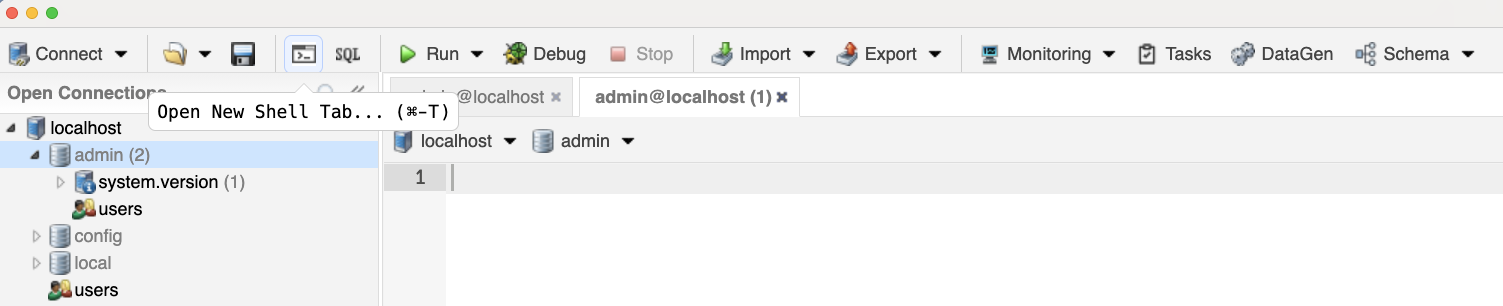 Connect SQL Run Debug Stop Import Export Monitoring Tasks DataGen Schema
Open Connections
@localhost admin@localhost (1)
Open New Shell Tab... (⌘-T)
localhost
localhost admin
admin (2)
1
system.version (1)
users
config
local
users